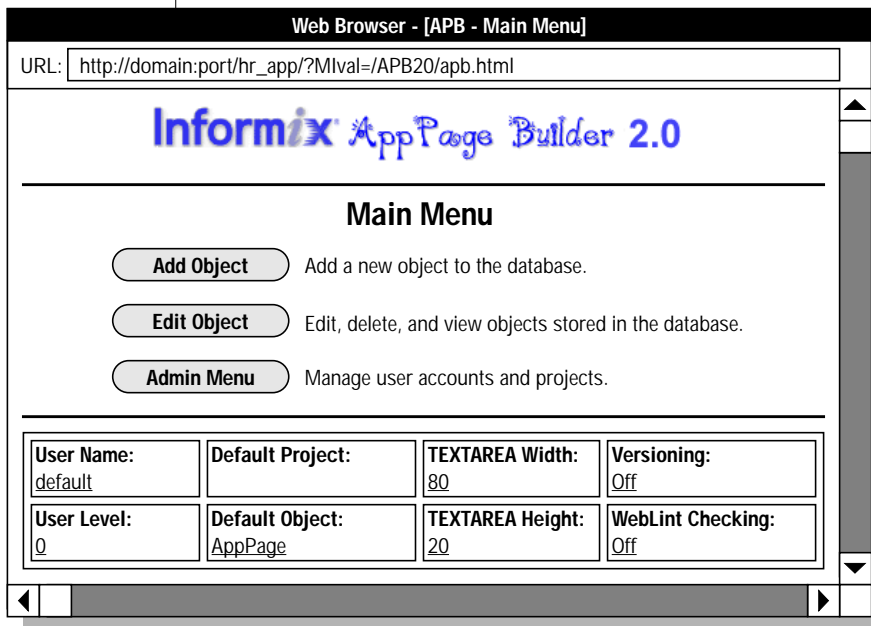 Web Browser - [APB - Main Menu]
URL: http://domain:port/hr_app/?MIval=/APB20/apb.html
Informix AppPage Builder 2.0
Main Menu
Add Object Add a new object to the database.
Edit Object Edit, delete, and view objects stored in the database.
Admin Menu Manage user accounts and projects.
User Name: Default Project: TEXTAREA Width: Versioning:
default 80 Off
User Level: Default Object: TEXTAREA Height: WebLint Checking:
0 AppPage 20 Off